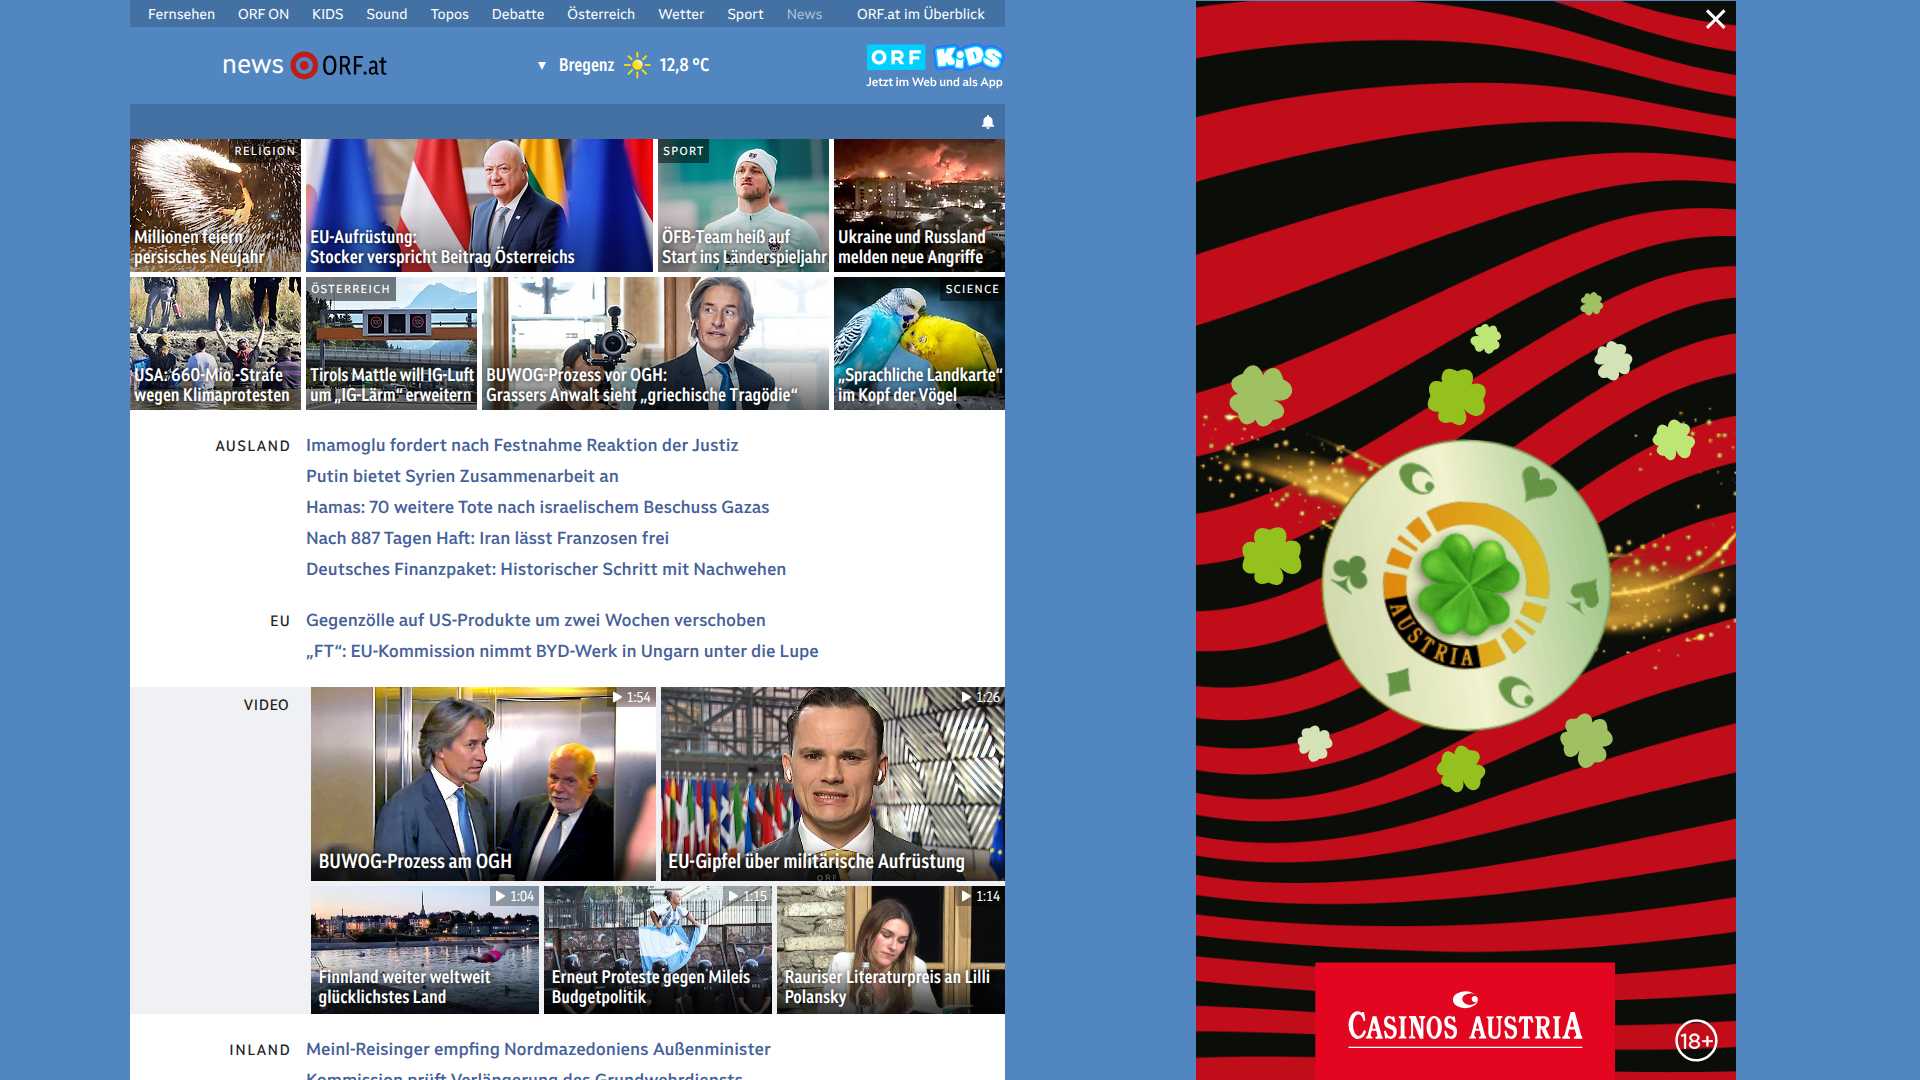 Fernsehen ORF ON KIDS Sound Topos Debatte Österreich Wetter Sport News ORF.at im Überblick
news ORF.at
Bregenz 12,8 °C
ORF KIDS
Jetzt im Web und als App
RELIGION
Millionen feiern
persisches Neujahr
EU-Aufrüstung:
Stocker verspricht Beitrag Österreichs
SPORT
ÖFB-Team heiß auf
Start ins Länderspieljahr
Ukraine und Russland
melden neue Angriffe
USA: 660-Mio.-Strafe
wegen Klimaprotesten
ÖSTERREICH
Tirols Mattle will IG-Luft
um „IG-Lärm“ erweitern
BUWOG-Prozess vor OGH:
Grassers Anwalt sieht „griechische Tragödie“
SCIENCE
„Sprachliche Landkarte“
im Kopf der Vögel
AUSLAND
Imamoglu fordert nach Festnahme Reaktion der Justiz
Putin bietet Syrien Zusammenarbeit an
Hamas: 70 weitere Tote nach israelischem Beschuss Gazas
Nach 887 Tagen Haft: Iran lässt Franzosen frei
Deutsches Finanzpaket: Historischer Schritt mit Nachwehen
EU
Gegenzölle auf US-Produkte um zwei Wochen verschoben
„FT“: EU-Kommission nimmt BYD-Werk in Ungarn unter die Lupe
VIDEO
1:54
BUWOG-Prozess am OGH
1:26
EU-Gipfel über militärische Aufrüstung
1:04
Finnland weiter weltweit
glücklichstes Land
1:15
Erneut Proteste gegen Mileis
Budgetpolitik
1:14
Rauriser Literaturpreis an Lilli
Polansky
INLAND
Meinl-Reisinger empfing Nordmazedoniens Außenminister
Kommission prüft Verlängerung des Grundwehrdiensts
AUSTRIA
CASINOS AUSTRIA
18+